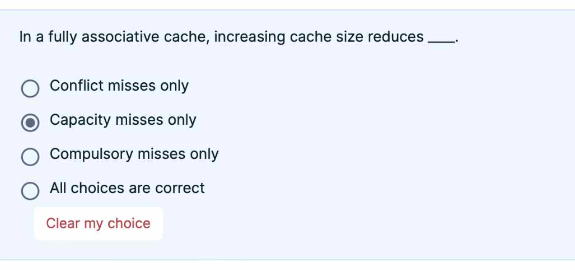 In a fully associative cache, increasing cache size reduces ____.
Conflict misses only
Capacity misses only
Compulsory misses only
All choices are correct
Clear my choice